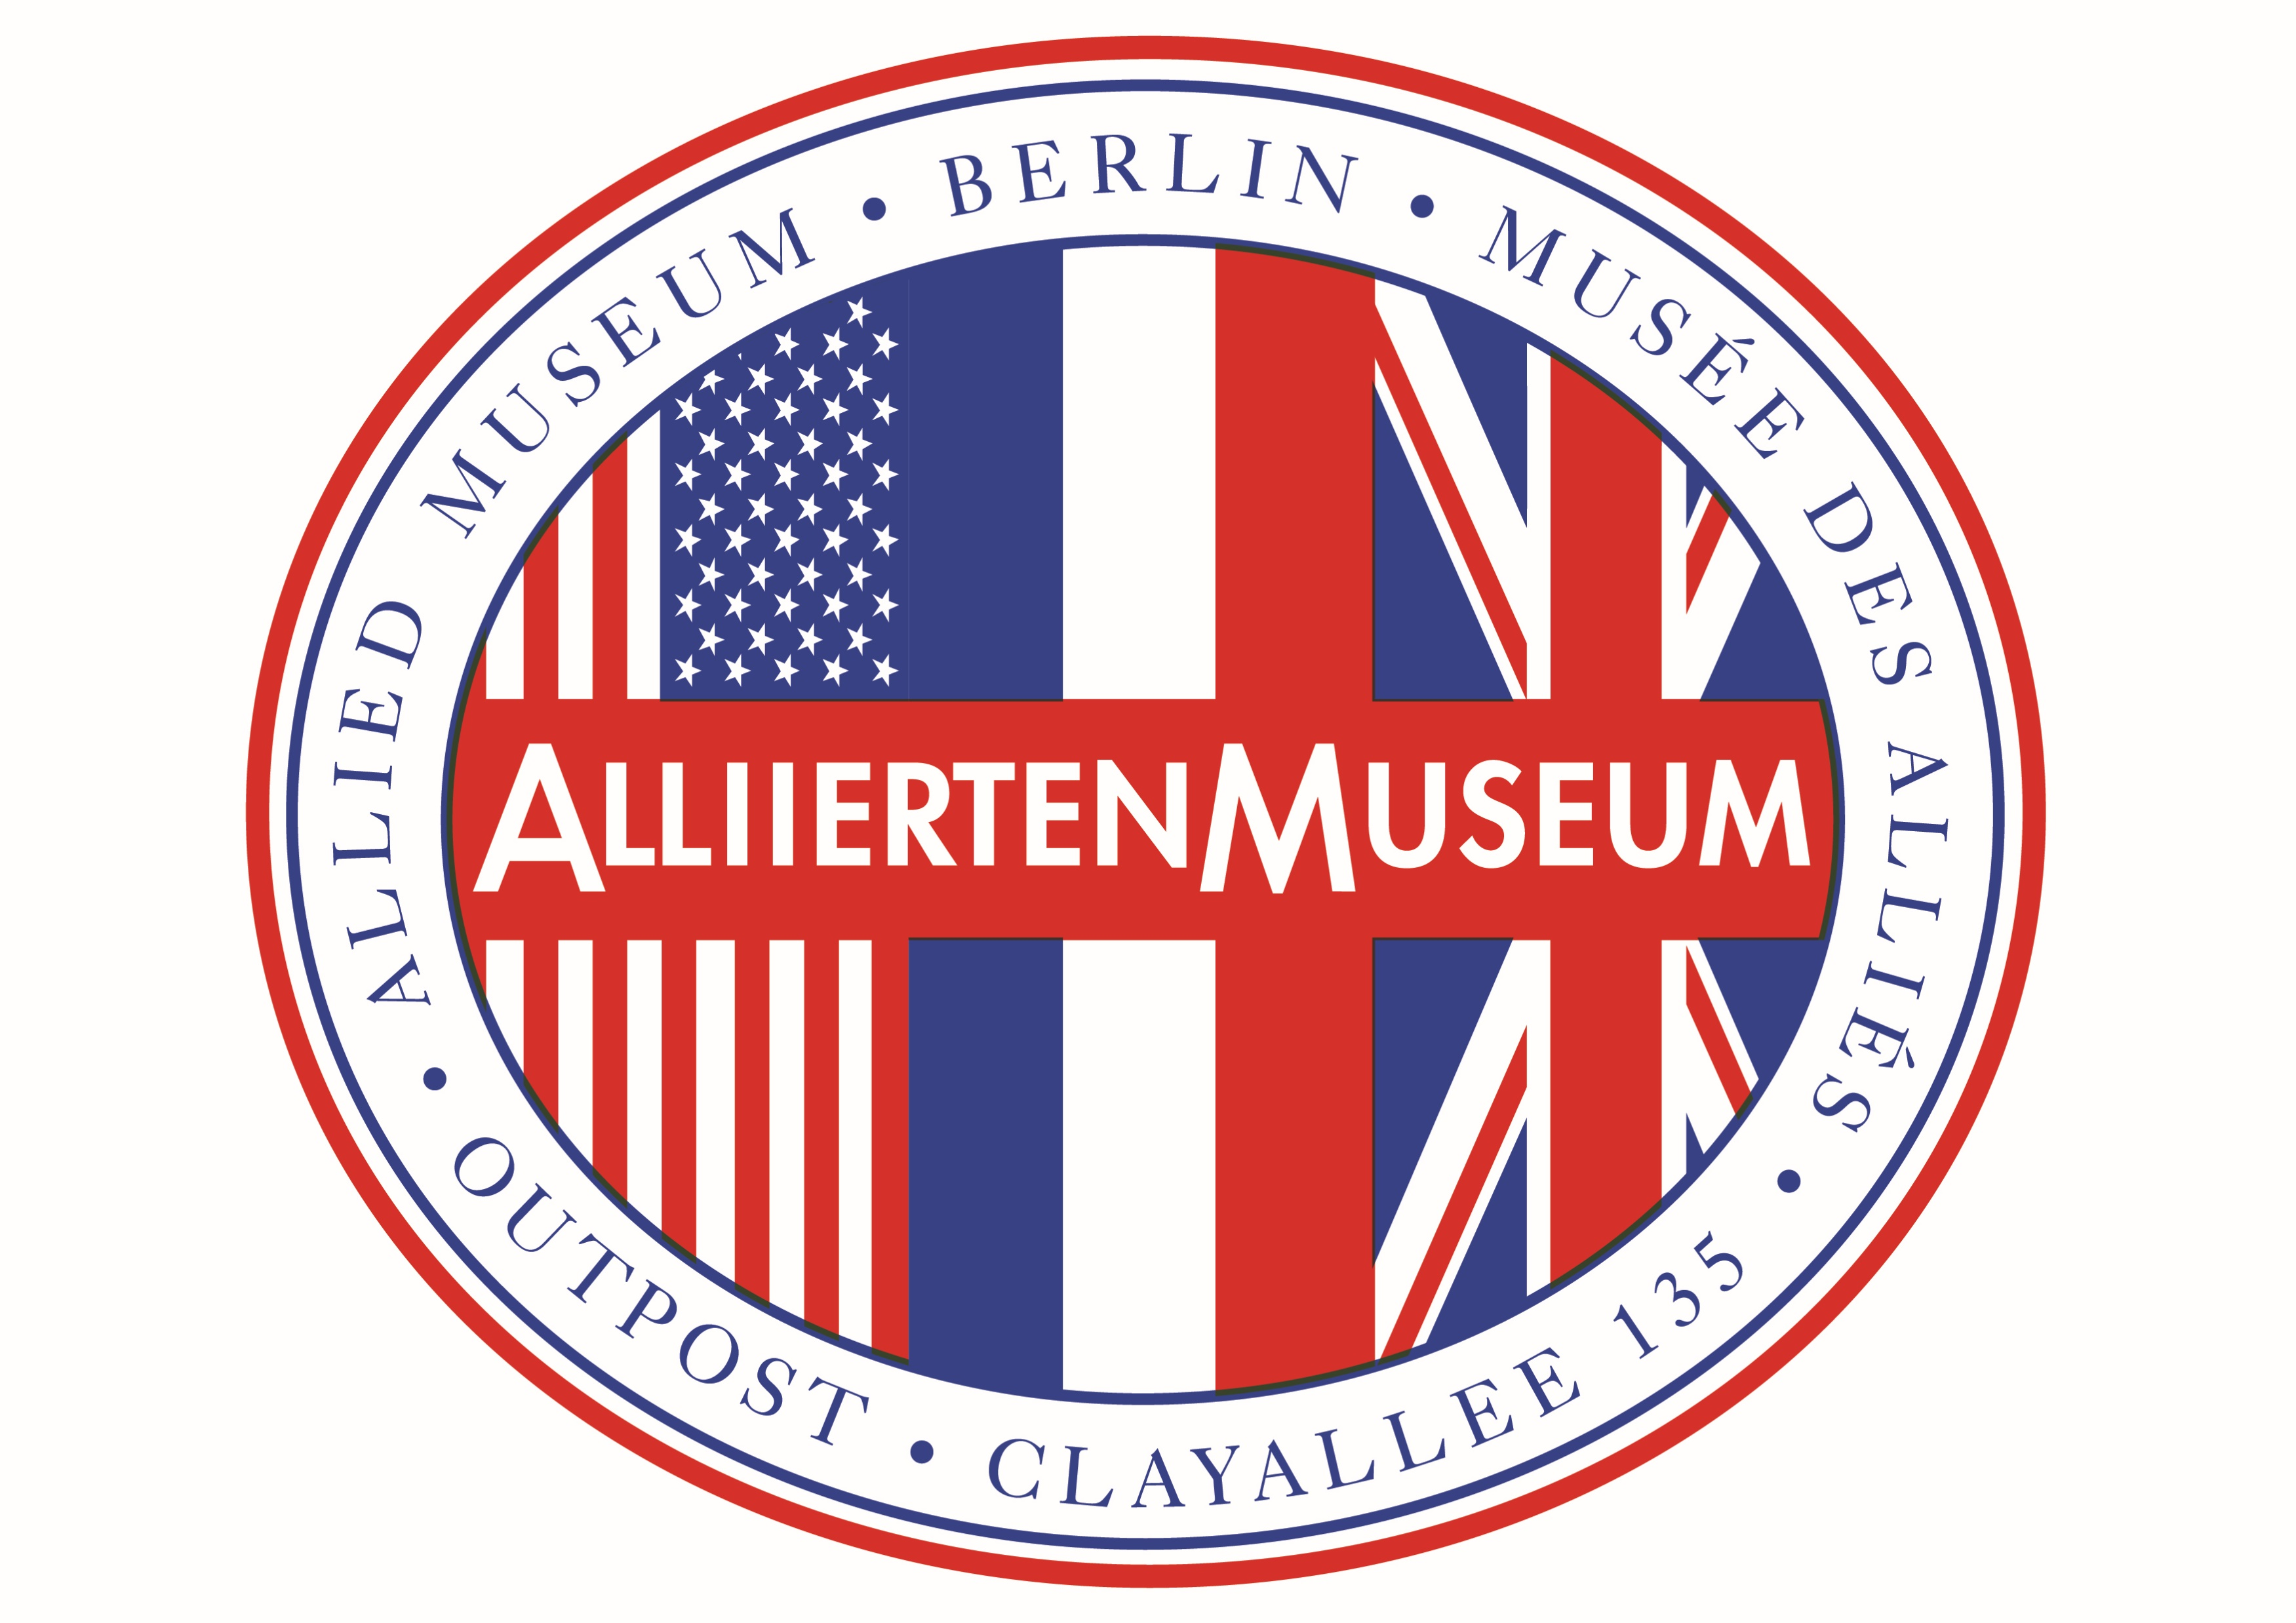 ALLIED MUSEUM • BERLIN • MUSÉE DES ALLIÉS •
ALLIIERTENMUSEUM
OUTPOST • CLAYALLEE 135 •